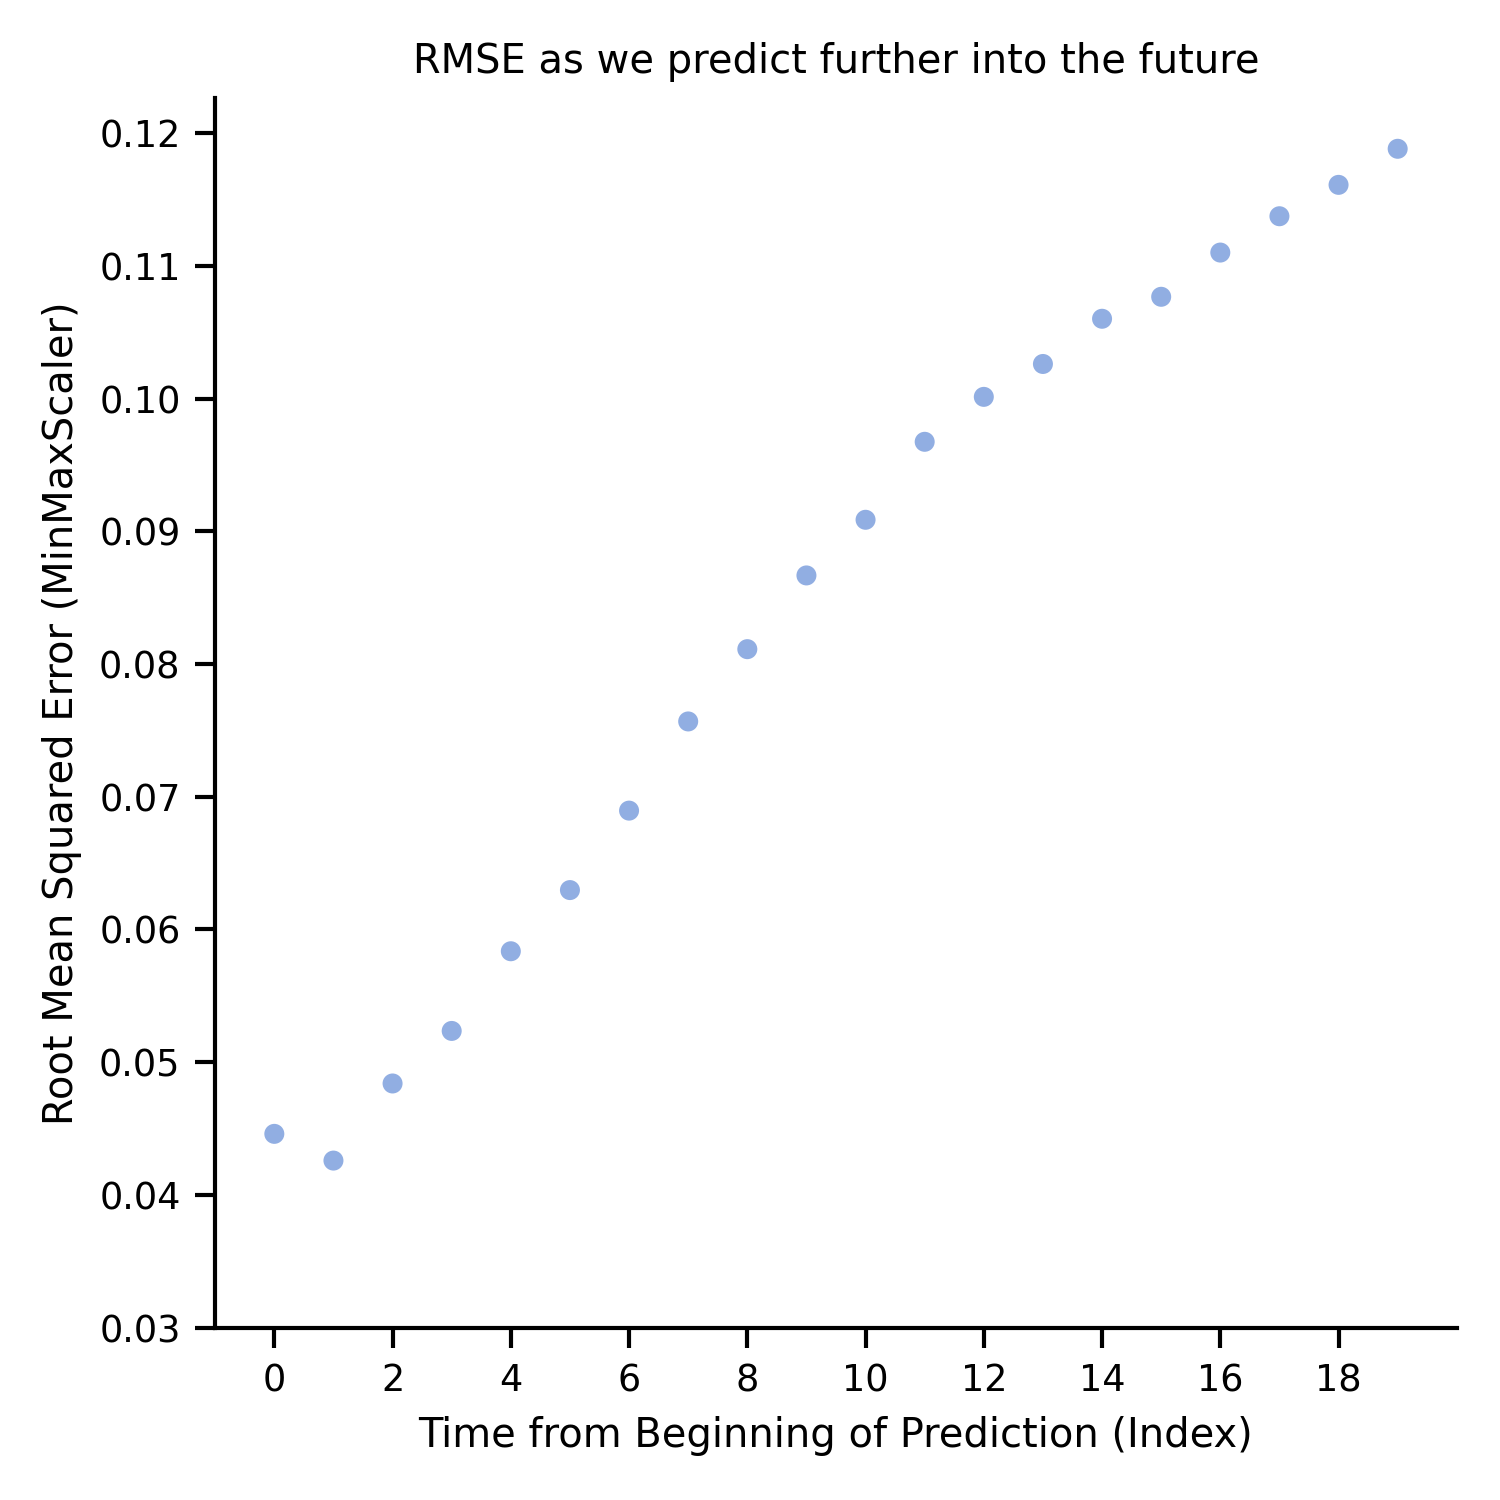 RMSE as we predict further into the future
Root Mean Squared Error (MinMaxScaler)
0.12
0.11
0.10
0.09
0.08
0.07
0.06
0.05
0.04
0.03
0 2 4 6 8 10 12 14 16 18
Time from Beginning of Prediction (Index)